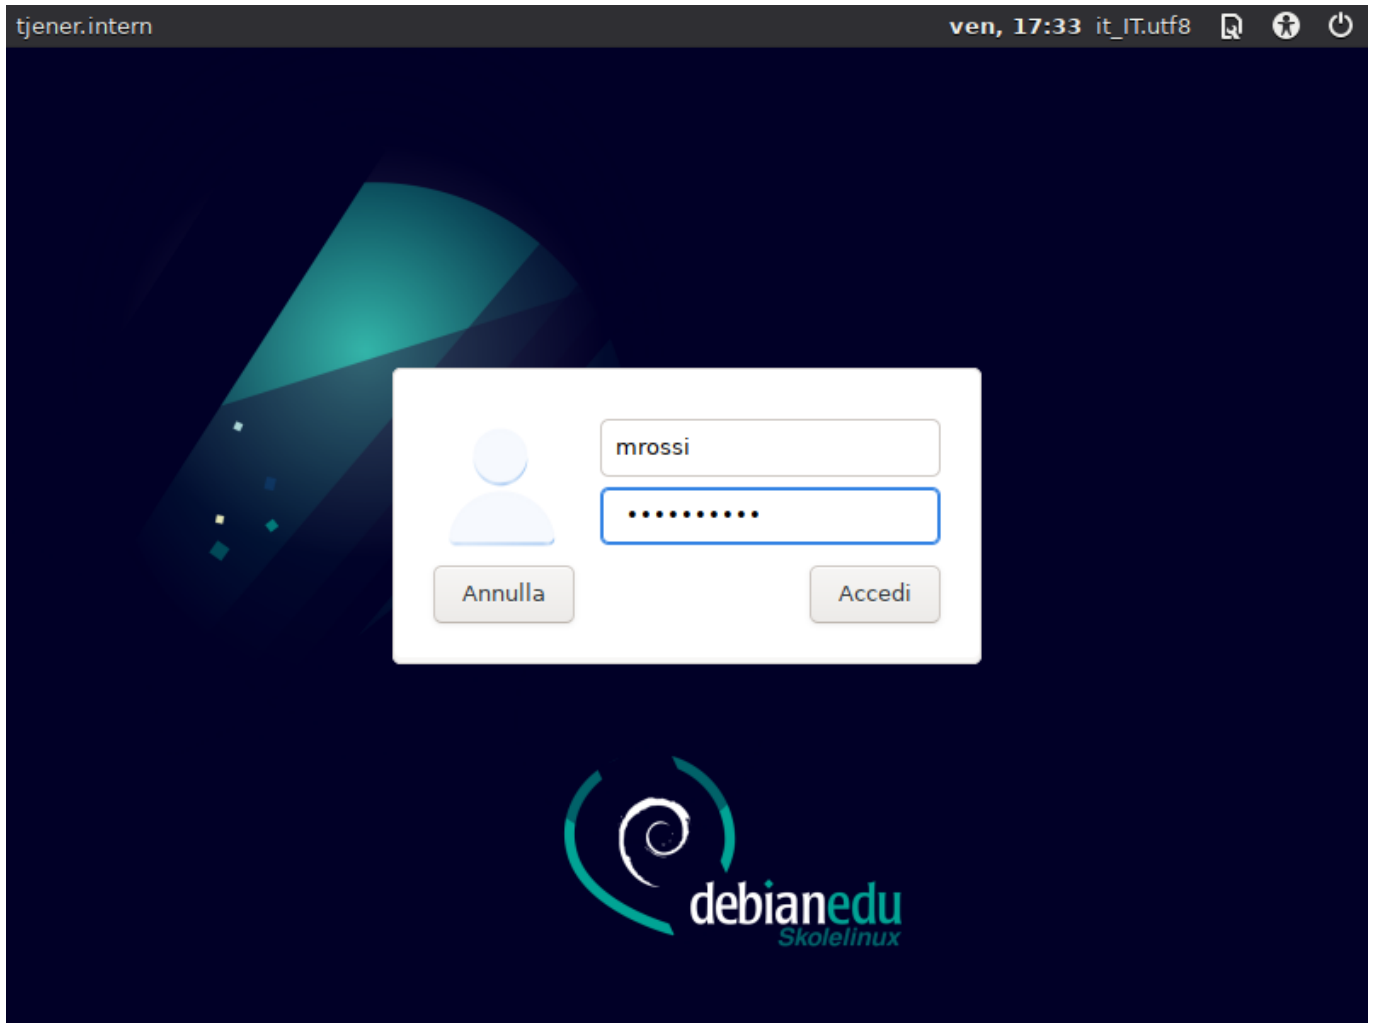 tjener.intern
ven, 17:33 it_IT.utf8
mrossi
••••••••••
Annulla
Accedi
debianedu
Skolelinux